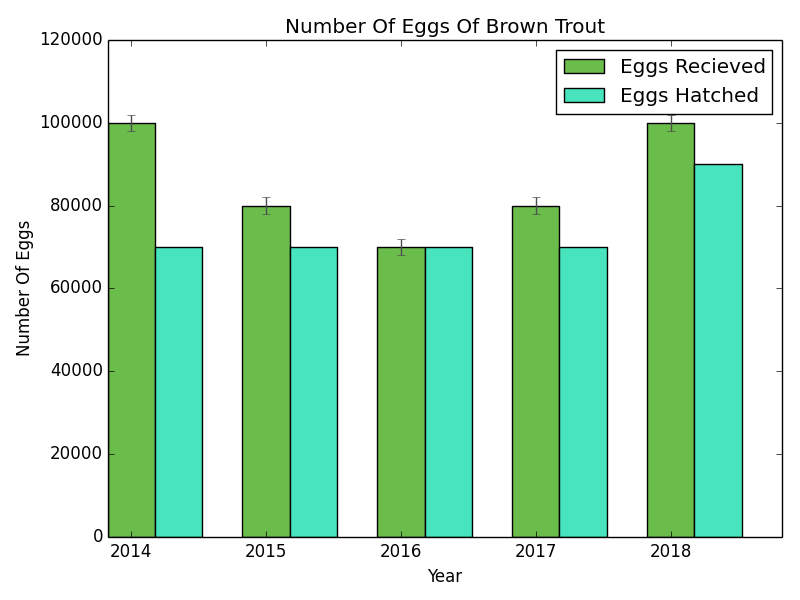 Number Of Eggs Of Brown Trout
120000
100000
80000
60000
40000
20000
0
Number Of Eggs
Eggs Recieved
Eggs Hatched
2014 2015 2016 2017 2018
Year